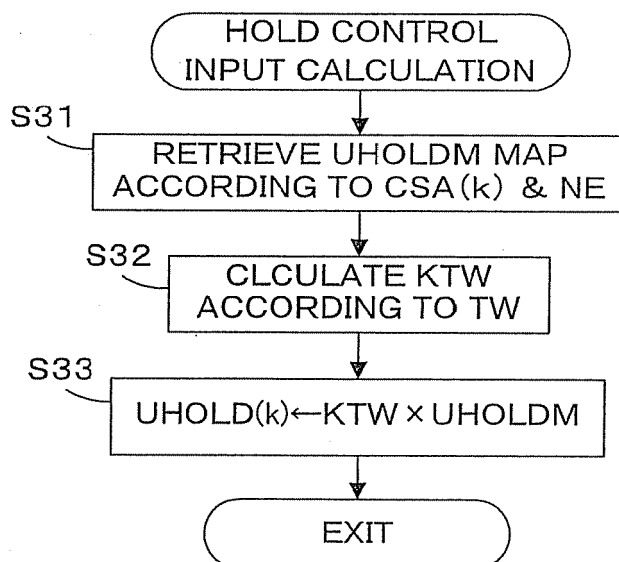 HOLD CONTROL
INPUT CALCULATION
S31
RETRIEVE UHOLDM MAP
ACCORDING TO CSA(k) & NE
S32
CLCULATE KTW
ACCORDING TO TW
S33
UHOLD(k)←KTW × UHOLDM
EXIT